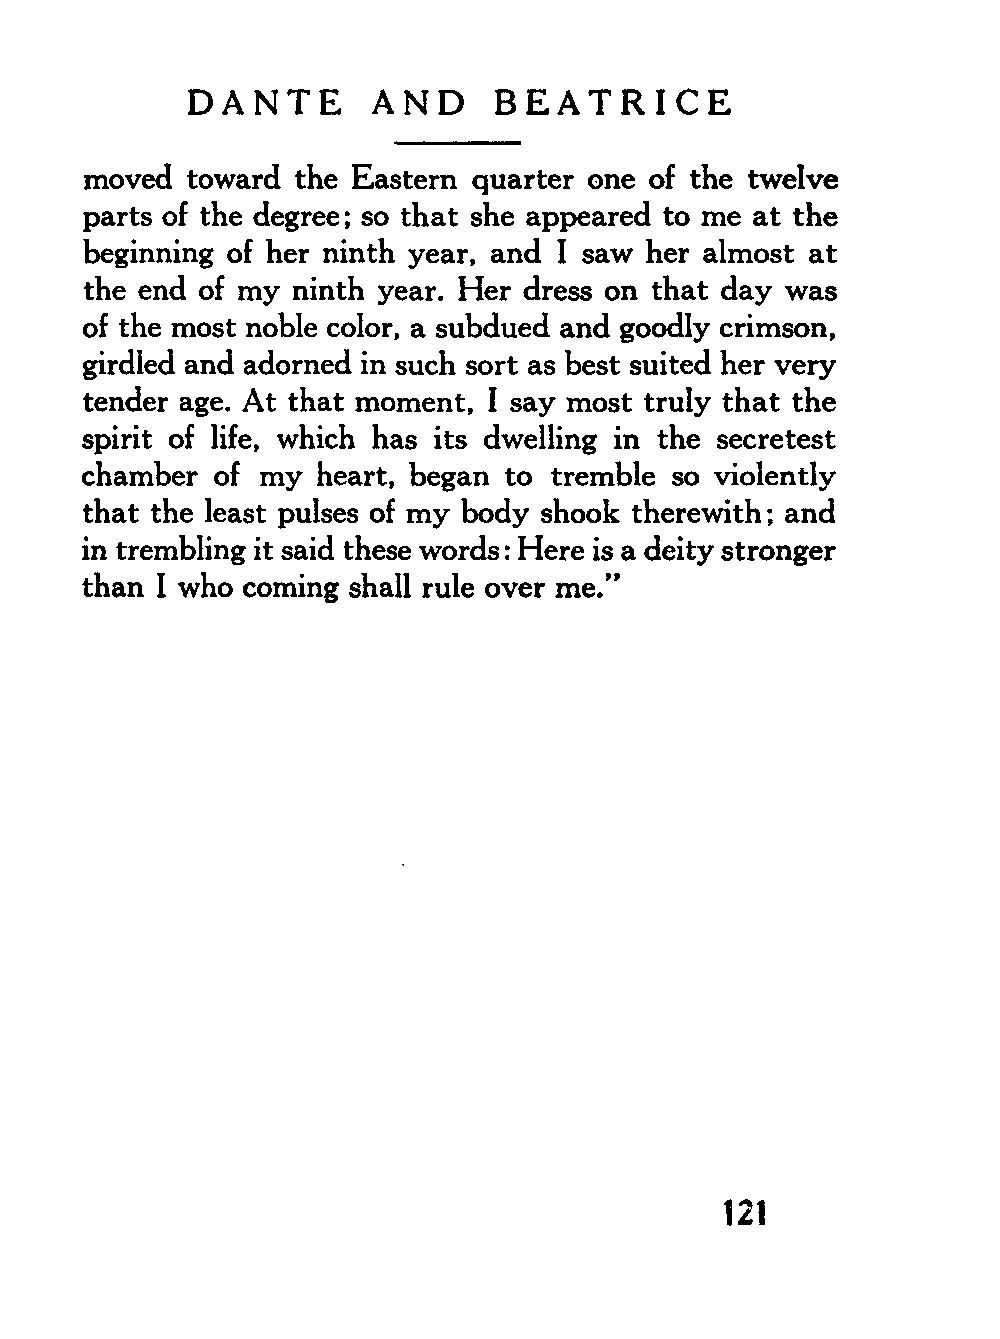 DANTE AND BEATRICE
moved toward the Eastern quarter one of the twelve
parts of the degree; so that she appeared to me at the
beginning of her ninth year, and I saw her almost at
the end of my ninth year. Her dress on that day was
of the most noble color, a subdued and goodly crimson,
girdled and adorned in such sort as best suited her very
tender age. At that moment, I say most truly that the
spirit of life, which has its dwelling in the secretest
chamber of my heart, began to tremble so violently
that the least pulses of my body shook therewith; and
in trembling it said these words: Here is a deity stronger
than I who coming shall rule over me.”
121